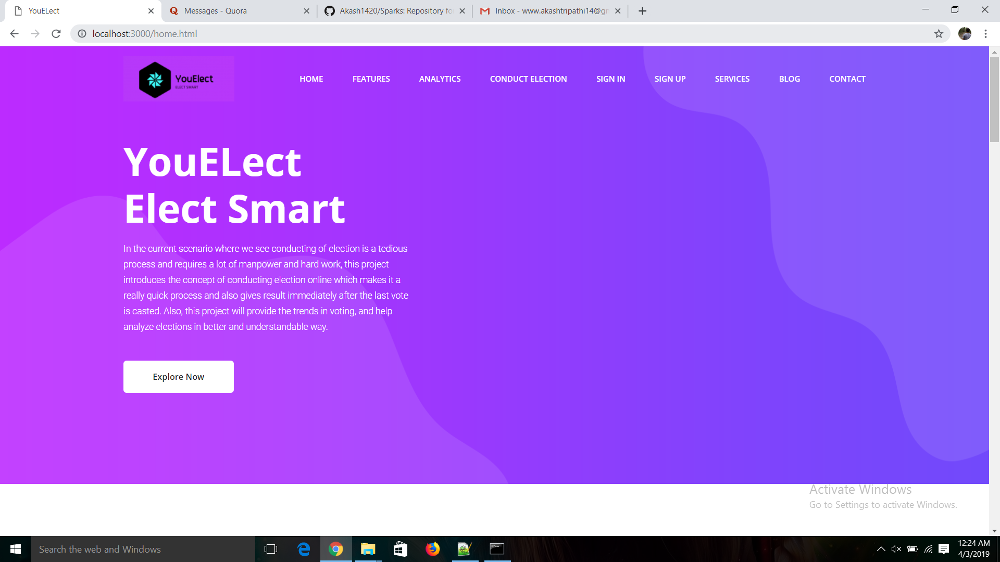 YouELect
Messages - Quora
Akash1420/Sparks: Repository fo
Inbox - www.akashtripathi14@gm
localhost:3000/home.html
YouElect
ELECT SMART
HOME FEATURES ANALYTICS CONDUCT ELECTION SIGN IN SIGN UP SERVICES BLOG CONTACT
YouELect
Elect Smart
In the current scenario where we see conducting of election is a tedious
process and requires a lot of manpower and hard work, this project
introduces the concept of conducting election online which makes it a
really quick process and also gives result immediately after the last vote
is casted. Also, this project will provide the trends in voting, and help
analyze elections in better and understandable way.
Explore Now
Activate Windows
Go to Settings to activate Windows.
Search the web and Windows
12:24 AM
4/3/2019